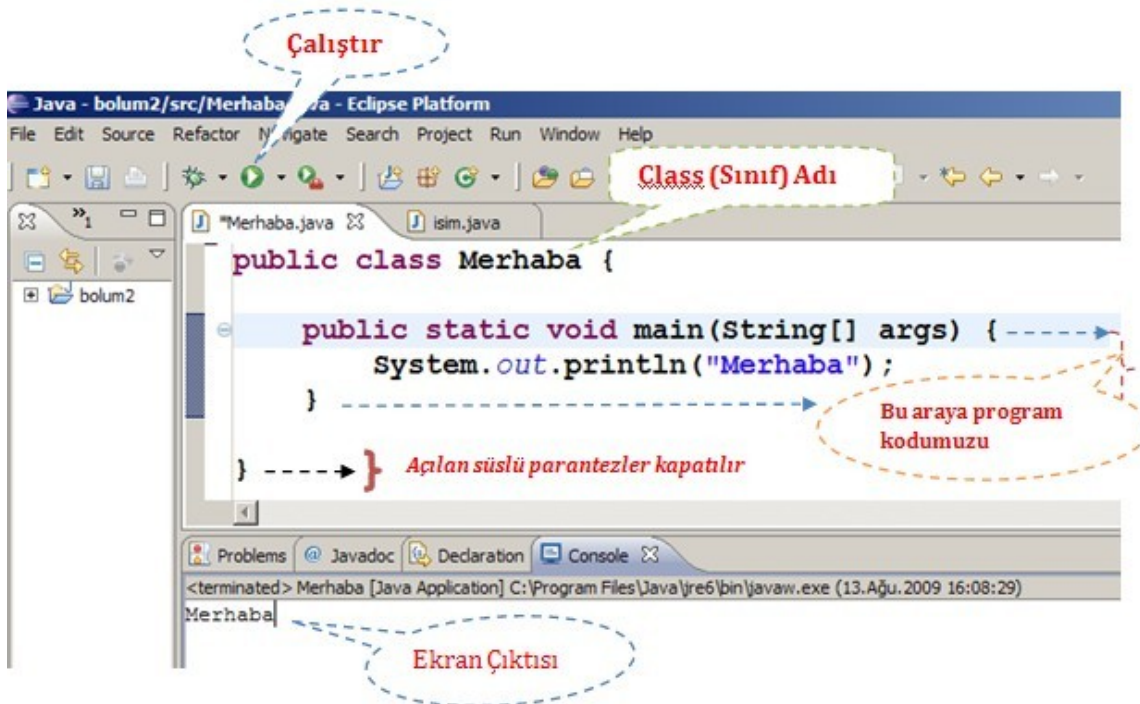 Çalıştır
Java - bolum2/src/Merhaba.java - Eclipse Platform
File Edit Source Refactor Navigate Search Project Run Window Help
Class (Sınıf) Adı
»1
*Merhaba.java
isim.java
public class Merhaba {
bolum2
public static void main(String[] args) {
System.out.println("Merhaba");
}
Bu araya program
kodumuzu
} } Açılan süslü parantezler kapatılır
Problems @ Javadoc Declaration Console
<terminated> Merhaba [Java Application] C:\Program Files\Java\jre6\bin\javaw.exe (13.Ağu.2009 16:08:29)
Merhaba
Ekran Çıktısı